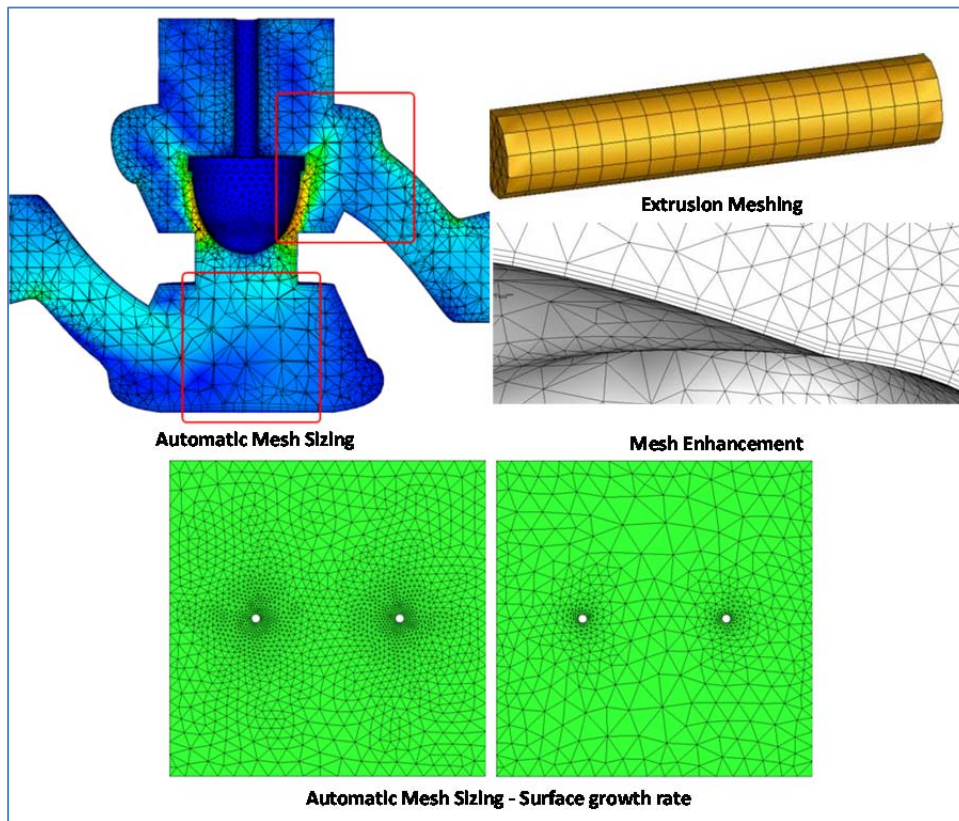 Extrusion Meshing
Automatic Mesh Sizing
Mesh Enhancement
Automatic Mesh Sizing - Surface growth rate